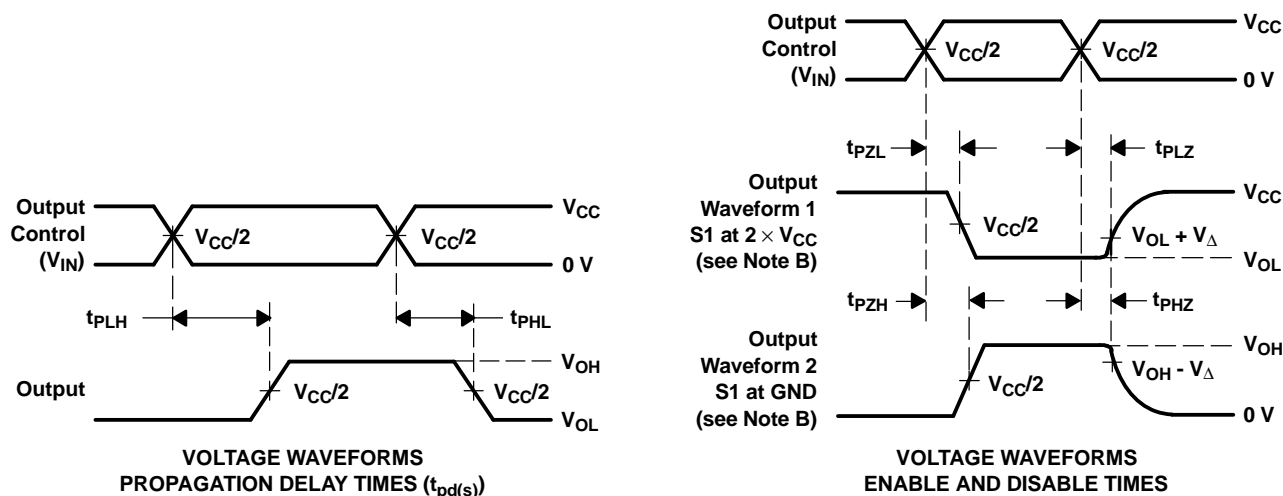 Output
Control
(VIN)
VCC/2
VCC/2
VCC
0 V
tPLH
tPHL
Output
VCC/2
VCC/2
VOH
VOL
VOLTAGE WAVEFORMS
PROPAGATION DELAY TIMES (tpd(s))
Output
Control
(VIN)
VCC/2
VCC/2
VCC
0 V
tPZL
tPLZ
Output
Waveform 1
S1 at 2 × VCC
(see Note B)
VCC/2
VCC
VOL + VΔ
VOL
tPZH
tPHZ
Output
Waveform 2
S1 at GND
(see Note B)
VCC/2
VOH
VOH - VΔ
0 V
VOLTAGE WAVEFORMS
ENABLE AND DISABLE TIMES